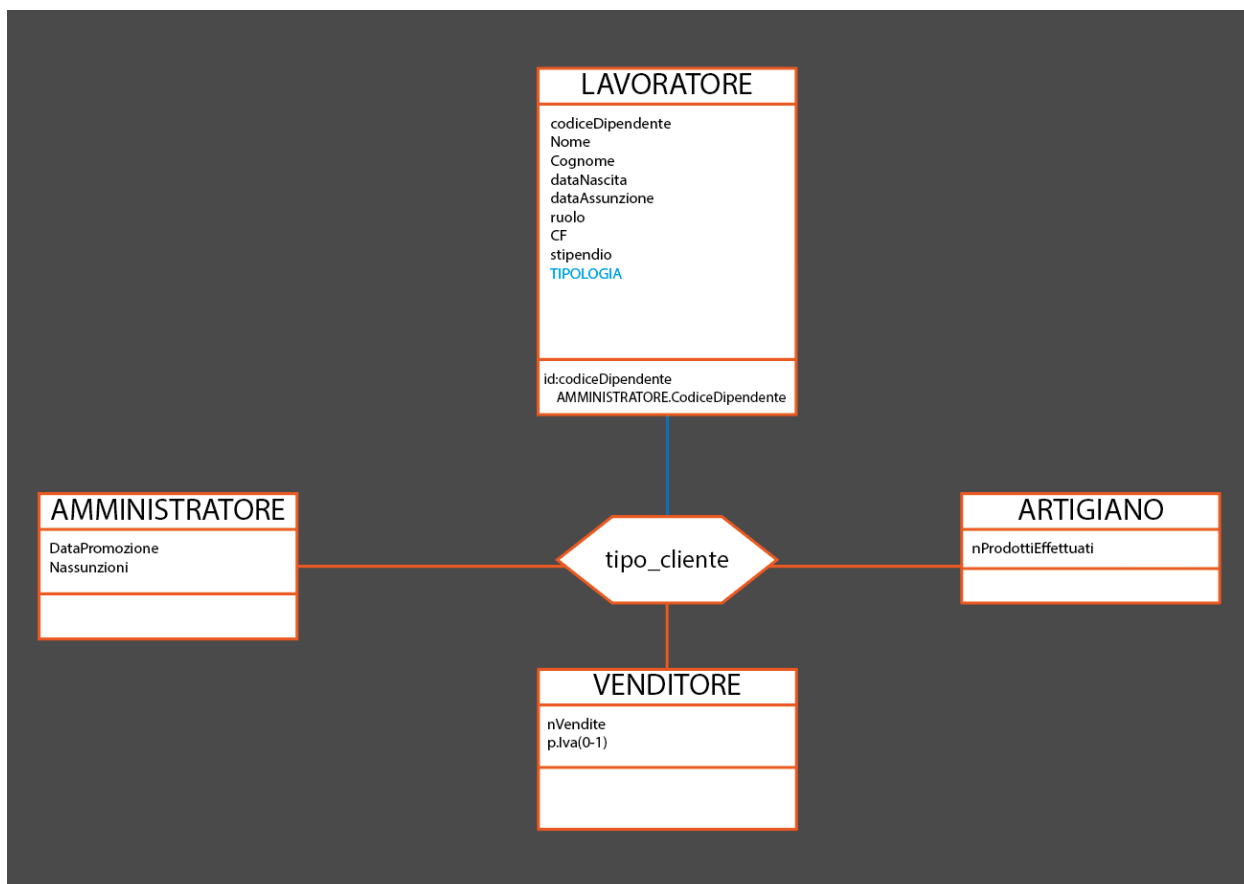 LAVORATORE
codiceDipendente
Nome
Cognome
dataNascita
dataAssunzione
ruolo
CF
stipendio
TIPOLOGIA
id:codiceDipendente
AMMINISTRATORE.CodiceDipendente
AMMINISTRATORE
DataPromozione
Nassunzioni
tipo_cliente
ARTIGIANO
nProdottiEffettuati
VENDITORE
nVendite
p.Iva(0-1)